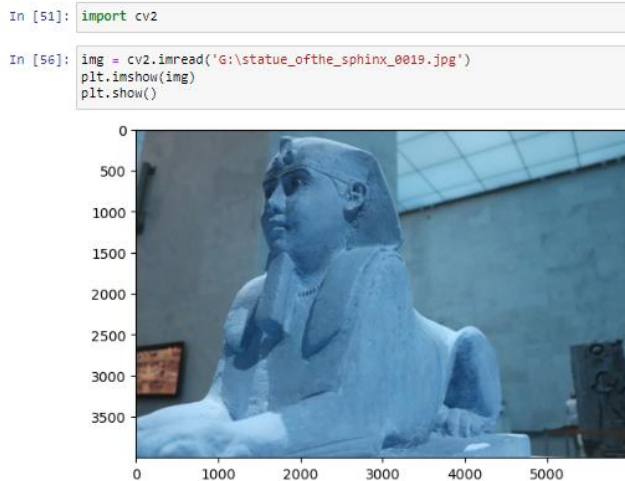 In [51]: import cv2
In [56]: img = cv2.imread('G:\statue_ofthe_sphinx_0019.jpg')
plt.imshow(img)
plt.show()
0
500
1000
1500
2000
2500
3000
3500
0 1000 2000 3000 4000 5000